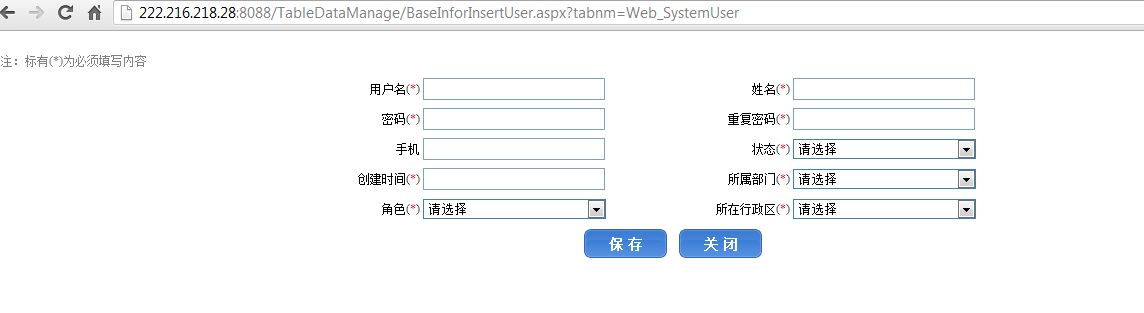 222.216.218.28:8088/TableDataManage/BaseInforInsertUser.aspx?tabnm=Web_SystemUser
注：标有(*)为必须填写内容
用户名(*) 姓名(*)
密码(*) 重复密码(*)
手机 状态(*) 请选择
创建时间(*) 所属部门(*) 请选择
角色(*) 请选择 所在行政区(*) 请选择
保 存 关 闭